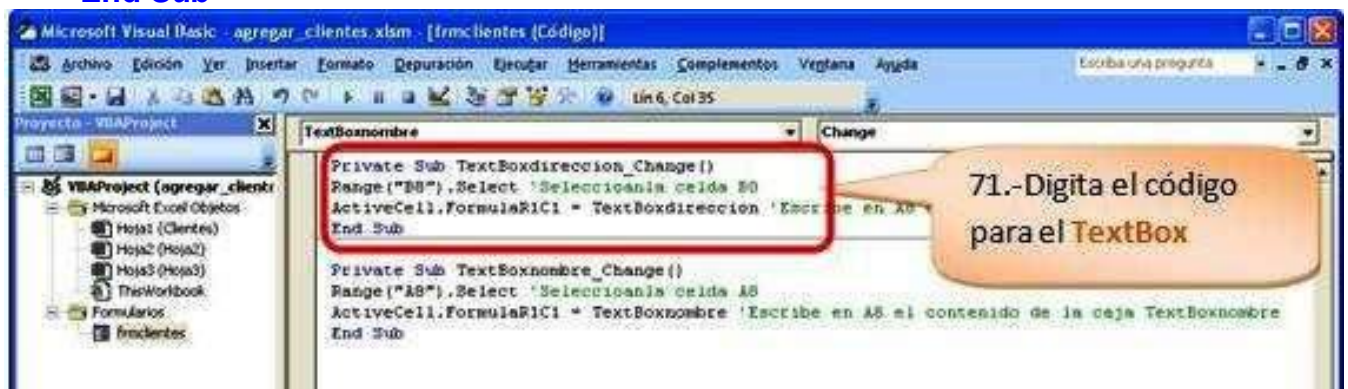 End Sub
Microsoft Visual Basic - agregar_clientes.xlsm - [frmclientes (Código)]
Archivo Edición Ver Insertar Formato Depuración Ejecutar Herramientas Complementos Ventana Ayuda Escriba una pregunta
Lín 6, Col 35
Proyecto - VBAProject
TextBoxnombre Change
VBAProject (agregar_client
Microsoft Excel Objetos
Hoja1 (Clientes)
Hoja2 (Hoja2)
Hoja3 (Hoja3)
ThisWorkbook
Formularios
frmclientes
Private Sub TextBoxdireccion_Change()
Range("B8").Select 'Seleccioanla celda B0
ActiveCell.FormulaR1C1 = TextBoxdireccion 'Escribe en A8
End Sub
Private Sub TextBoxnombre_Change()
Range("A8").Select 'Seleccioanla celda A8
ActiveCell.FormulaR1C1 = TextBoxnombre 'Escribe en A8 el contenido de la caja TextBoxnombre
End Sub
71.-Digita el código
para el TextBox